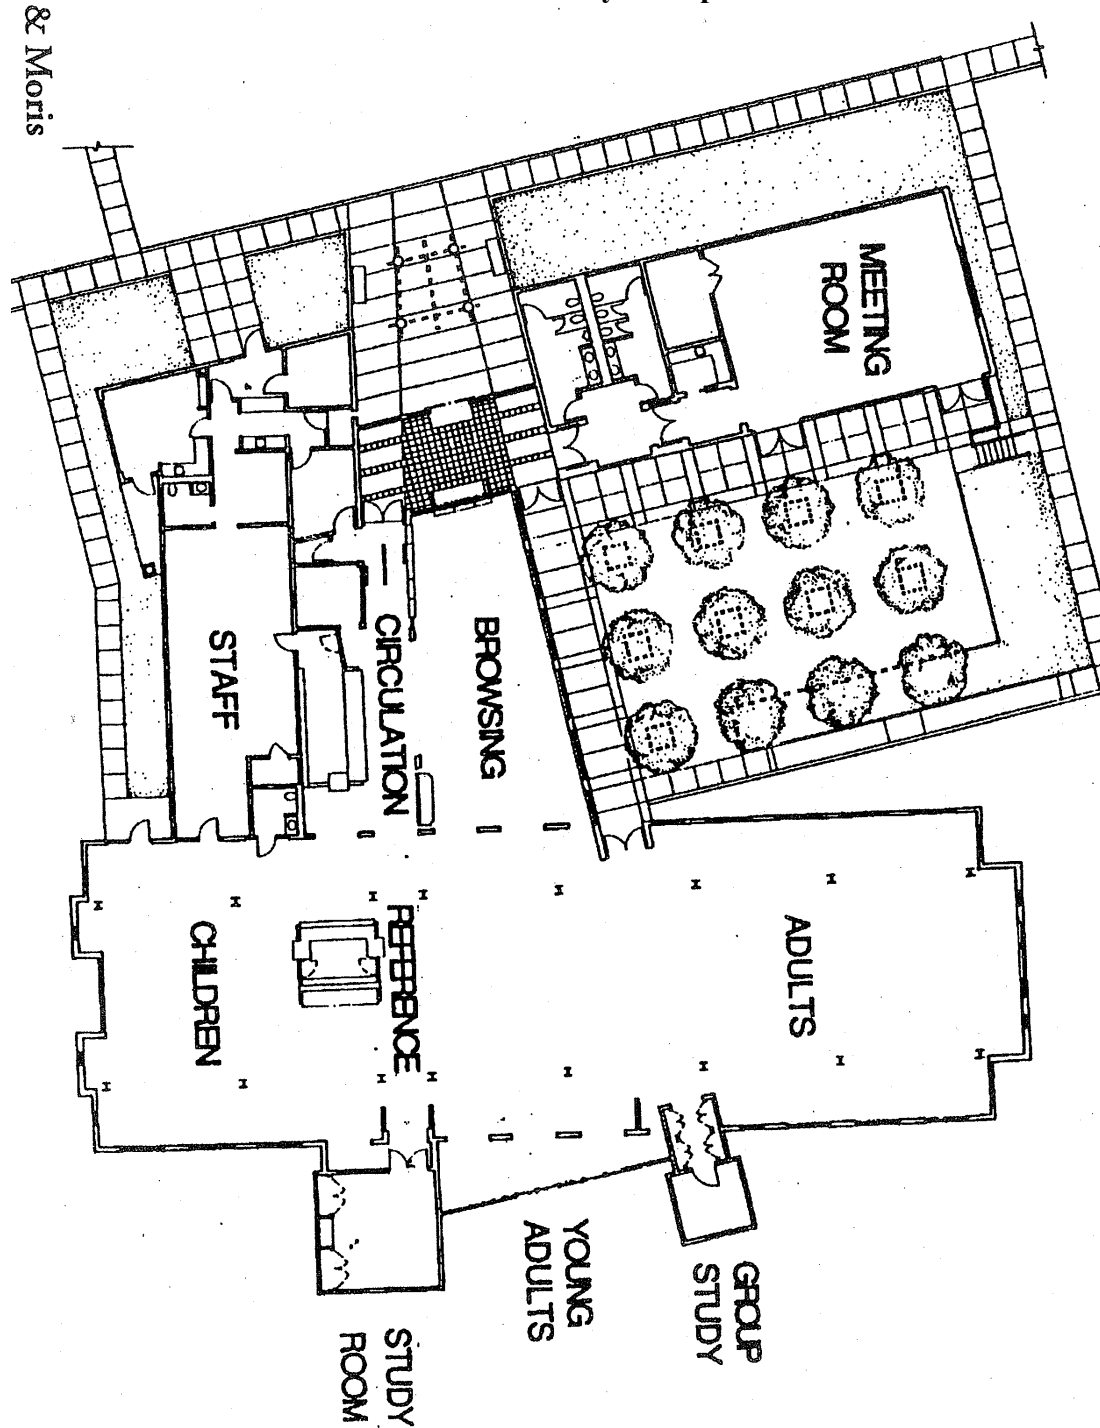 & Moris
MEETING
ROOM
BROWSING
CIRCULATION
STAFF
ADULTS
REFERENCE
CHILDREN
GROUP
STUDY
YOUNG
ADULTS
STUDY
ROOM